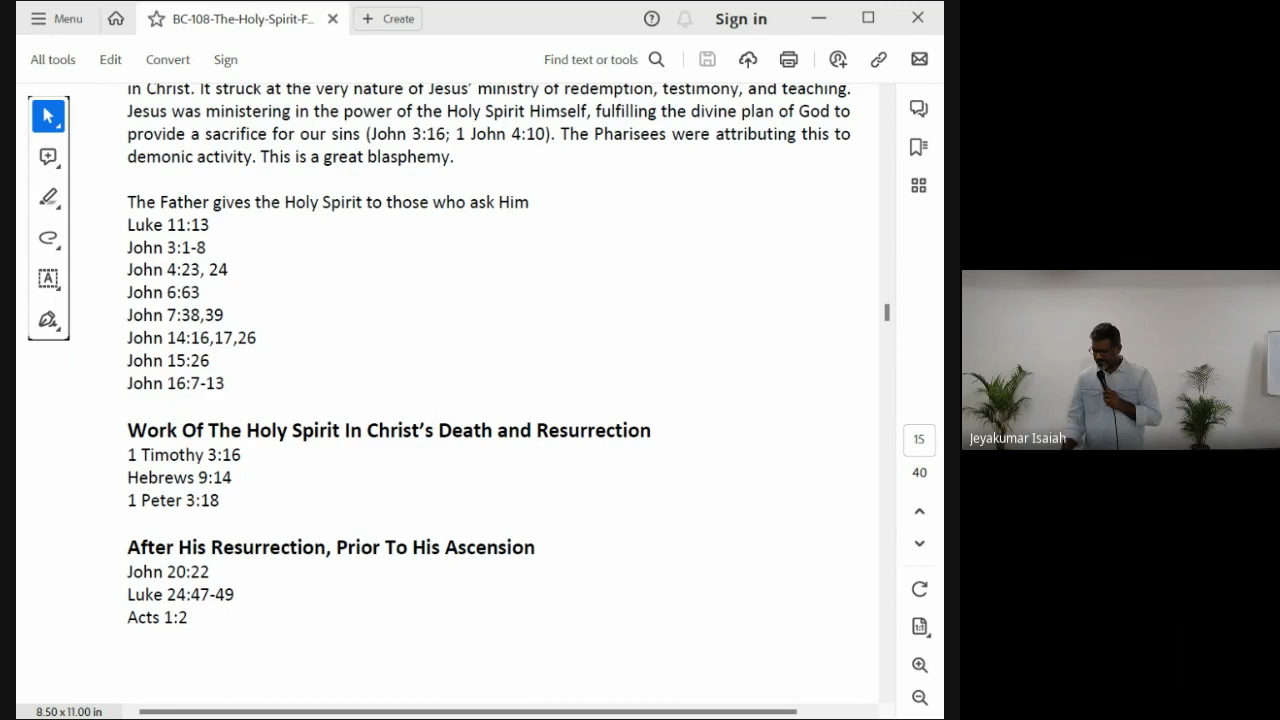 Menu
BC-108-The-Holy-Spirit-F...
Create
Sign in
All tools
Edit
Convert
Sign
Find text or tools
in Christ. It struck at the very nature of Jesus' ministry of redemption, testimony, and teaching.
Jesus was ministering in the power of the Holy Spirit Himself, fulfilling the divine plan of God to
provide a sacrifice for our sins (John 3:16; 1 John 4:10). The Pharisees were attributing this to
demonic activity. This is a great blasphemy.
The Father gives the Holy Spirit to those who ask Him
Luke 11:13
John 3:1-8
John 4:23, 24
John 6:63
John 7:38,39
John 14:16,17,26
John 15:26
John 16:7-13
Work Of The Holy Spirit In Christ's Death and Resurrection
1 Timothy 3:16
Hebrews 9:14
1 Peter 3:18
After His Resurrection, Prior To His Ascension
John 20:22
Luke 24:47-49
Acts 1:2
15
40
8.50 x 11.00 in
Jeyakumar Isaiah